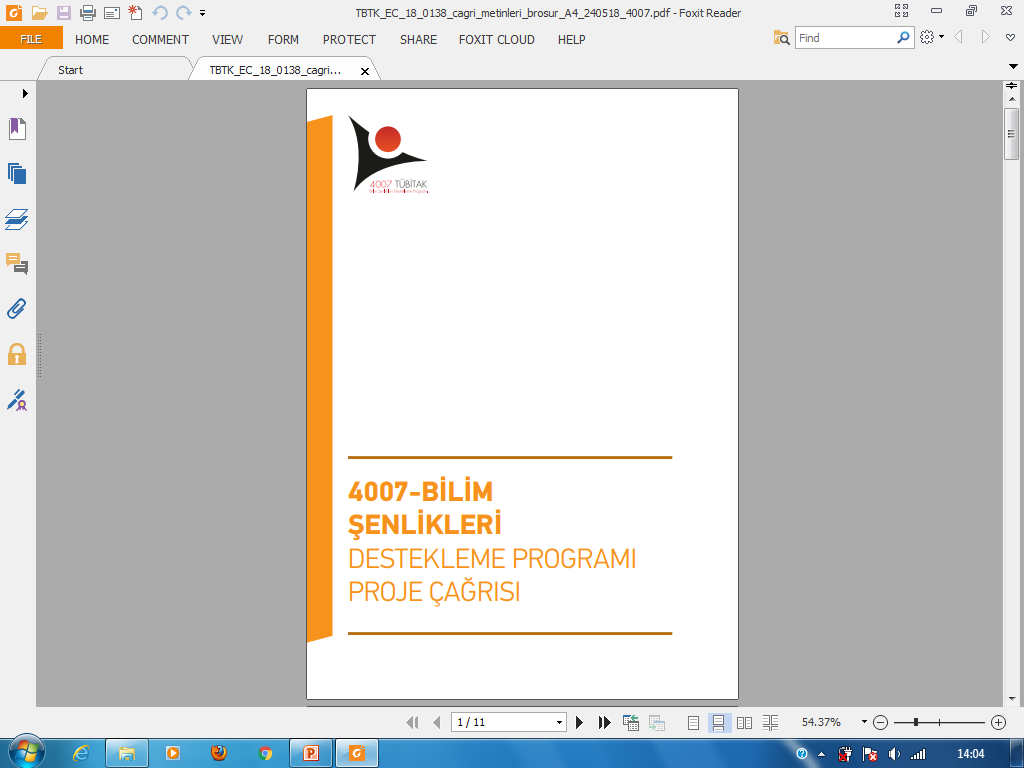 TBTK_EC_18_0138_cagri_metinleri_brosur_A4_240518_4007.pdf - Foxit Reader
FILE HOME COMMENT VIEW FORM PROTECT SHARE FOXIT CLOUD HELP
Find
Start
TBTK_EC_18_0138_cagri...
4007 TÜBİTAK
4007-BİLİM
ŞENLİKLERİ
DESTEKLEME PROGRAMI
PROJE ÇAĞRISI
1 / 11
54.37%
14:04